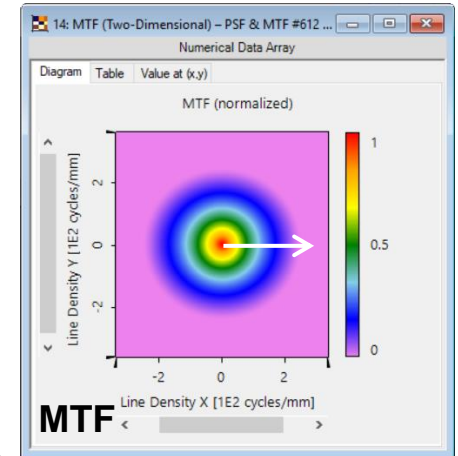 14: MTF (Two-Dimensional) – PSF & MTF #612 ...
Numerical Data Array
Diagram Table Value at (x,y)
MTF (normalized)
Line Density Y [1E2 cycles/mm]
2
0
-2
1
0.5
0
-2 0 2
Line Density X [1E2 cycles/mm]
MTF